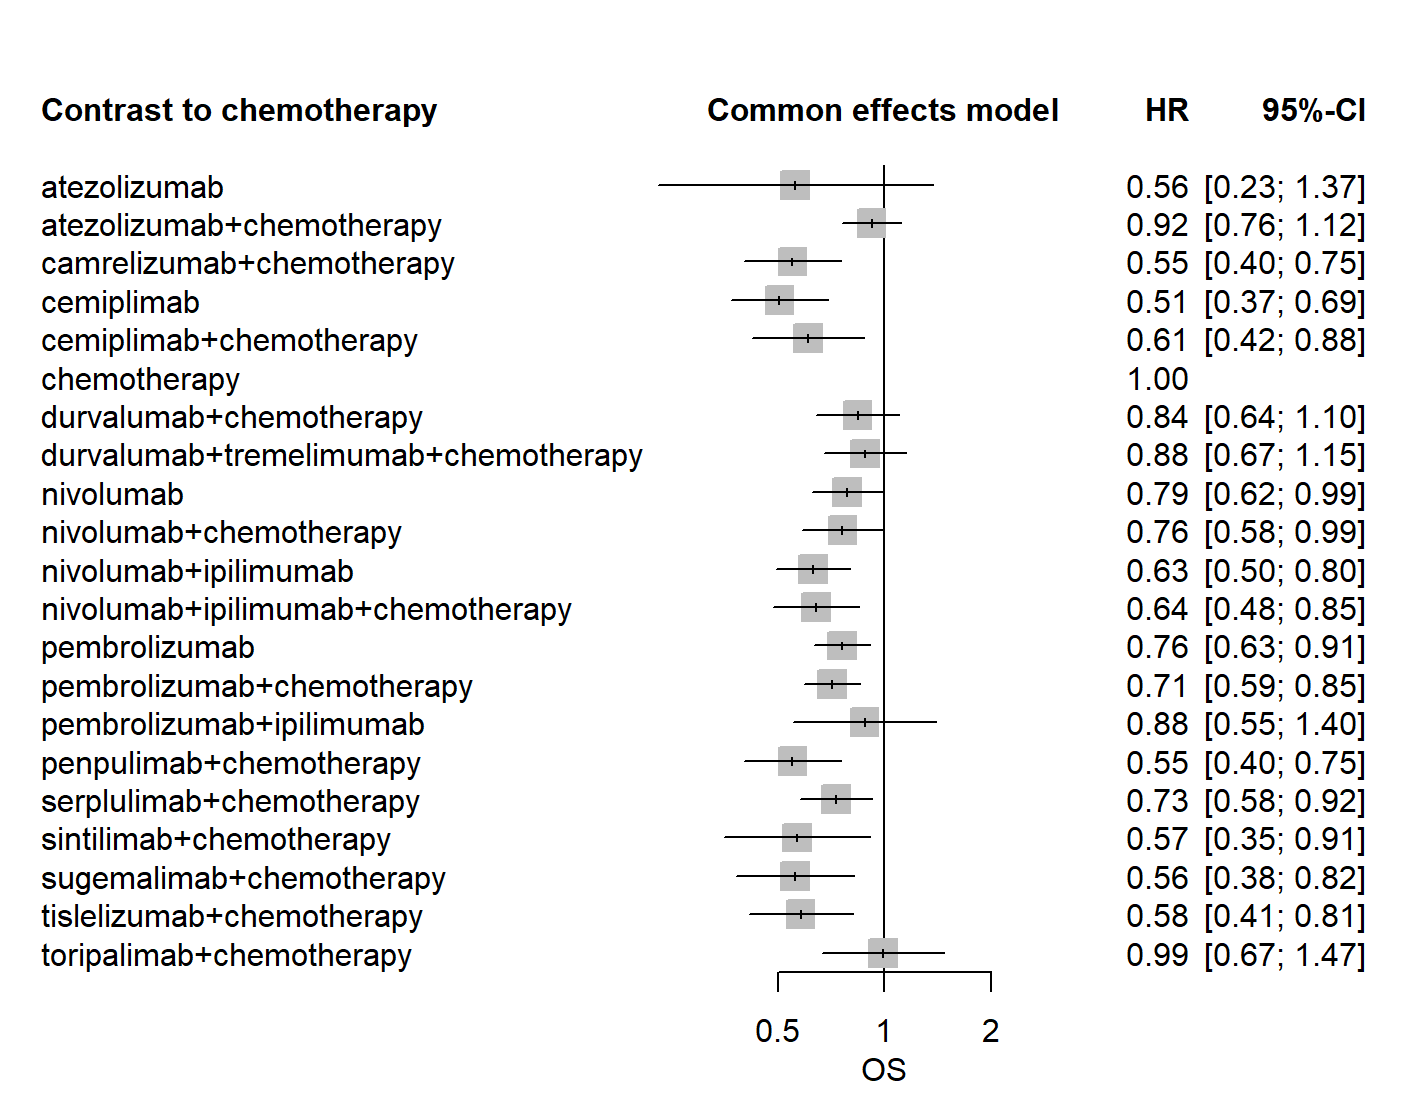 Contrast to chemotherapy Common effects model HR 95%-CI
atezolizumab 0.56 [0.23; 1.37]
atezolizumab+chemotherapy 0.92 [0.76; 1.12]
camrelizumab+chemotherapy 0.55 [0.40; 0.75]
cemiplimab 0.51 [0.37; 0.69]
cemiplimab+chemotherapy 0.61 [0.42; 0.88]
chemotherapy 1.00
durvalumab+chemotherapy 0.84 [0.64; 1.10]
durvalumab+tremelimumab+chemotherapy 0.88 [0.67; 1.15]
nivolumab 0.79 [0.62; 0.99]
nivolumab+chemotherapy 0.76 [0.58; 0.99]
nivolumab+ipilimumab 0.63 [0.50; 0.80]
nivolumab+ipilimumab+chemotherapy 0.64 [0.48; 0.85]
pembrolizumab 0.76 [0.63; 0.91]
pembrolizumab+chemotherapy 0.71 [0.59; 0.85]
pembrolizumab+ipilimumab 0.88 [0.55; 1.40]
penpulimab+chemotherapy 0.55 [0.40; 0.75]
serplulimab+chemotherapy 0.73 [0.58; 0.92]
sintilimab+chemotherapy 0.57 [0.35; 0.91]
sugemalimab+chemotherapy 0.56 [0.38; 0.82]
tislelizumab+chemotherapy 0.58 [0.41; 0.81]
toripalimab+chemotherapy 0.99 [0.67; 1.47]
0.5 1 2
OS